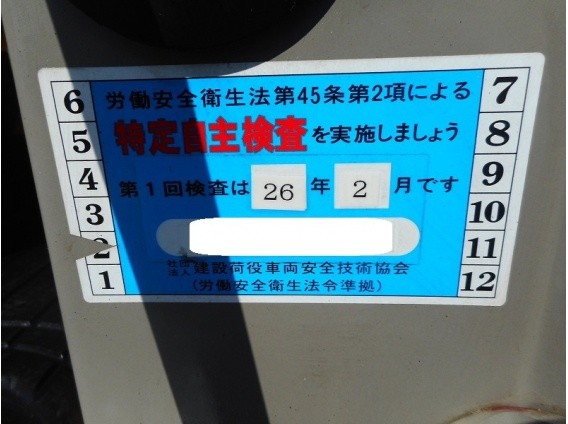 労働安全衛生法第45条第2項による
特定自主検査を実施しましょう
第1回検査は 26 年 2 月です
社団法人 建設荷役車両安全技術協会
(労働安全衛生法令準拠)
6
5
4
3
2
1
7
8
9
10
11
12